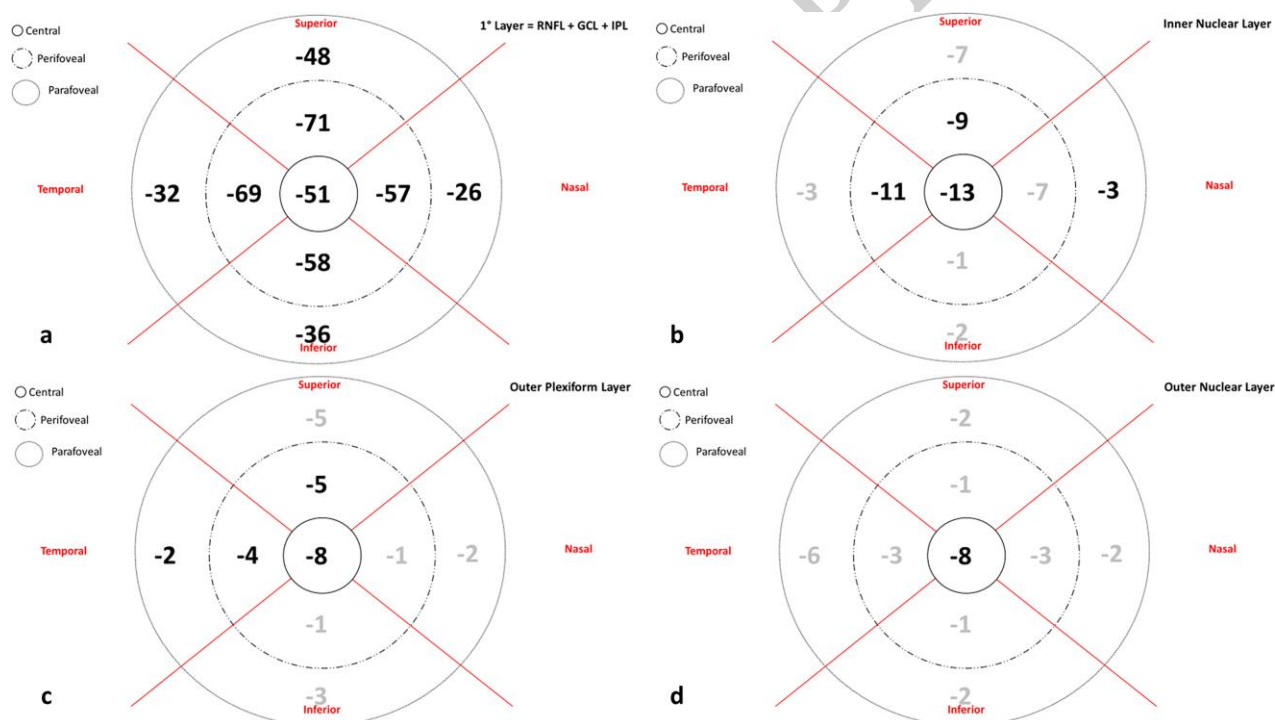 Superior
1° Layer = RNFL + GCL + IPL
Central
Perifoveal
Parafoveal
-48
-71
Temporal
-32
-69
-51
-57
-26
Nasal
-58
-36
Inferior
a
Superior
Inner Nuclear Layer
Central
Perifoveal
Parafoveal
-7
-9
Temporal
-3
-11
-13
-7
-3
Nasal
-1
-2
Inferior
b
Superior
Outer Plexiform Layer
Central
Perifoveal
Parafoveal
-5
-5
Temporal
-2
-4
-8
-1
-2
Nasal
-1
-3
Inferior
c
Superior
Outer Nuclear Layer
Central
Perifoveal
Parafoveal
-2
-1
Temporal
-6
-3
-8
-3
-2
Nasal
-1
-2
Inferior
d